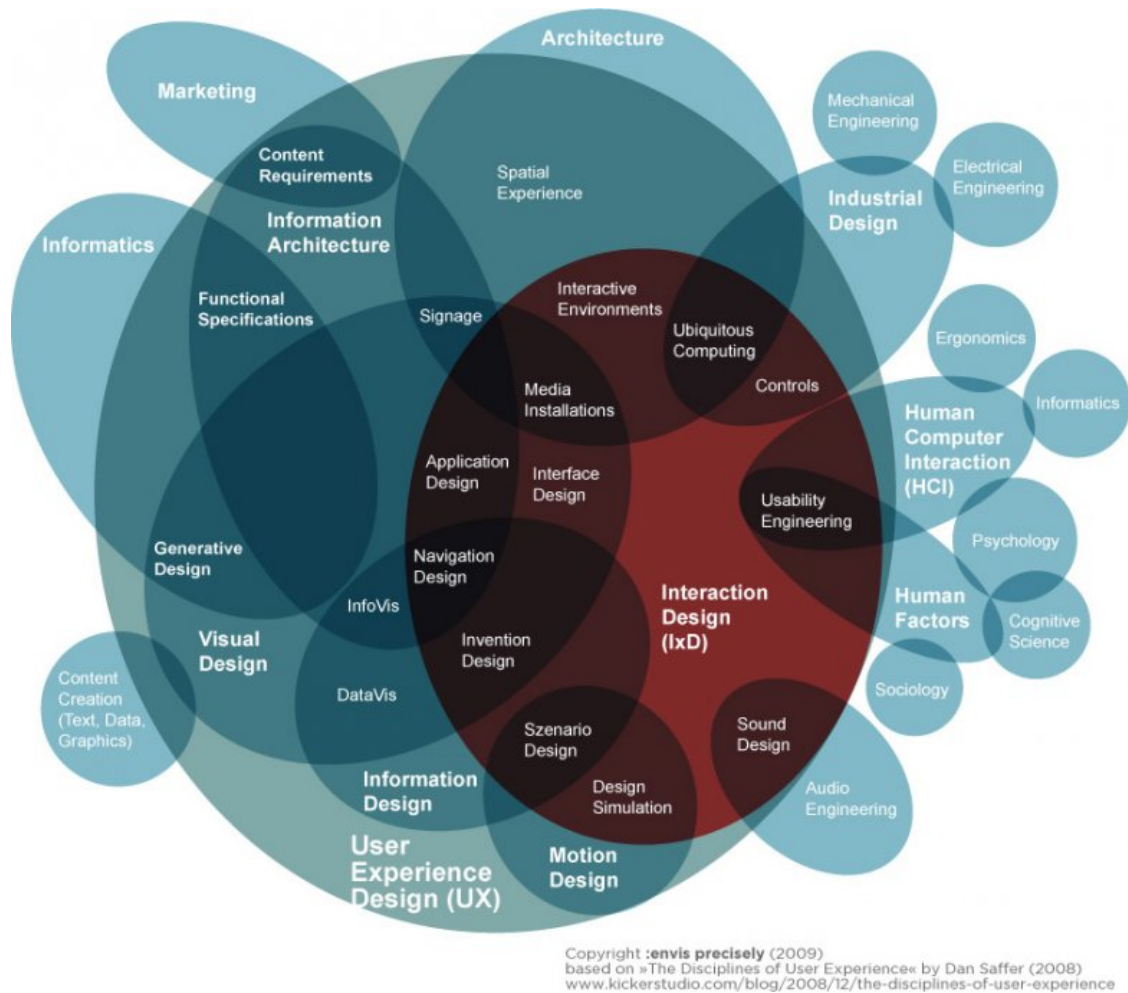 Architecture
Marketing
Mechanical
Engineering
Content
Requirements
Electrical
Engineering
Spatial
Experience
Industrial
Design
Information
Architecture
Informatics
Functional
Specifications
Signage
Interactive
Environments
Ubiquitous
Computing
Ergonomics
Controls
Media
Installations
Informatics
Human
Computer
Interaction
(HCI)
Application
Design
Interface
Design
Usability
Engineering
Psychology
Generative
Design
Navigation
Design
InfoVis
Interaction
Design
(IxD)
Human
Factors
Cognitive
Science
Visual
Design
Invention
Design
Content
Creation
(Text, Data,
Graphics)
DataVis
Sociology
Szenario
Design
Sound
Design
Information
Design
Design
Simulation
Audio
Engineering
User
Experience
Design (UX)
Motion
Design
Copyright :envis precisely (2009)
based on »The Disciplines of User Experience« by Dan Saffer (2008)
www.kickerstudio.com/blog/2008/12/the-disciplines-of-user-experience